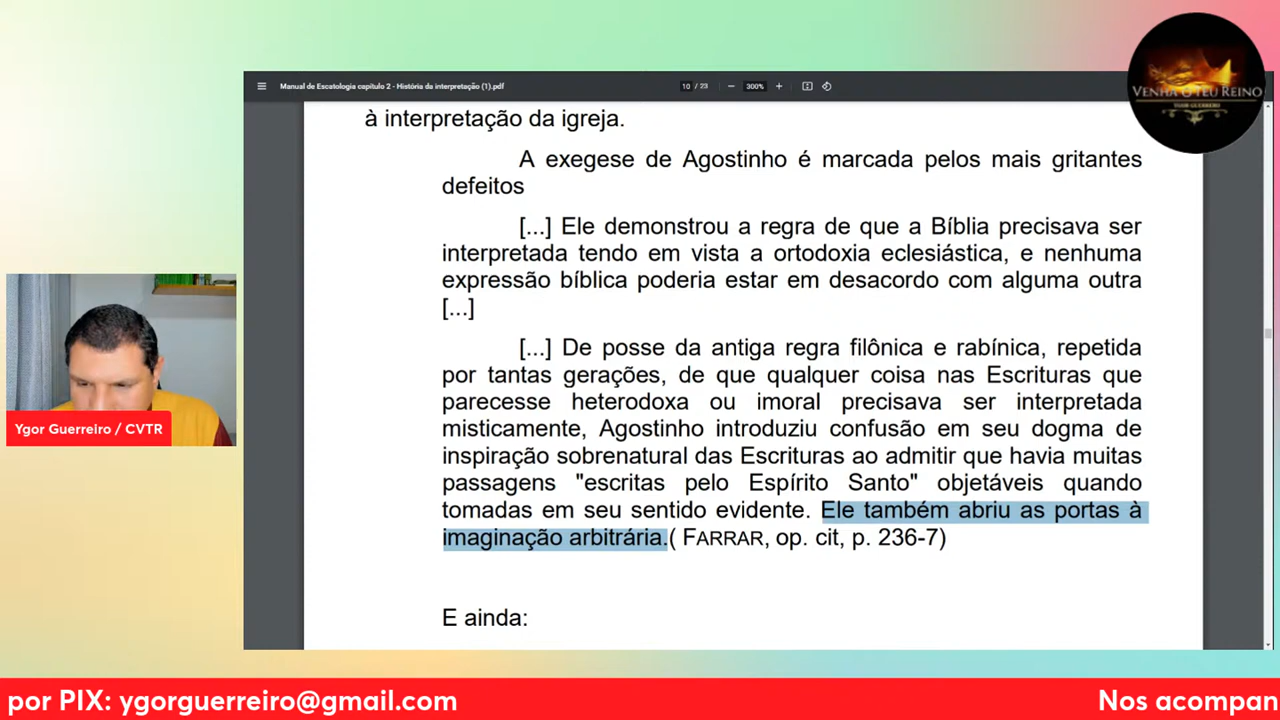 Manual de Escatologia capítulo 2 - História da interpretação (1).pdf
10 / 23
300%
VENHA O TEU REINO
YGOR GUERREIRO
à interpretação da igreja.
A exegese de Agostinho é marcada pelos mais gritantes
defeitos
[...] Ele demonstrou a regra de que a Bíblia precisava ser
interpretada tendo em vista a ortodoxia eclesiástica, e nenhuma
expressão bíblica poderia estar em desacordo com alguma outra
[...]
[...] De posse da antiga regra filônica e rabínica, repetida
por tantas gerações, de que qualquer coisa nas Escrituras que
parecesse heterodoxa ou imoral precisava ser interpretada
misticamente, Agostinho introduziu confusão em seu dogma de
inspiração sobrenatural das Escrituras ao admitir que havia muitas
passagens "escritas pelo Espírito Santo" objetáveis quando
tomadas em seu sentido evidente. Ele também abriu as portas à
imaginação arbitrária.( FARRAR, op. cit, p. 236-7)
E ainda:
Ygor Guerreiro / CVTR
por PIX: ygorguerreiro@gmail.com
Nos acompan